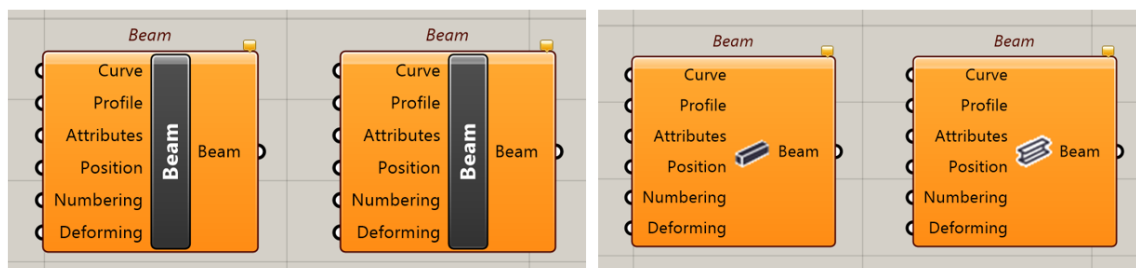 Beam
Curve
Profile
Attributes
Position
Numbering
Deforming
Beam
Beam
Beam
Curve
Profile
Attributes
Position
Numbering
Deforming
Beam
Beam
Beam
Curve
Profile
Attributes
Position
Numbering
Deforming
Beam
Beam
Curve
Profile
Attributes
Position
Numbering
Deforming
Beam